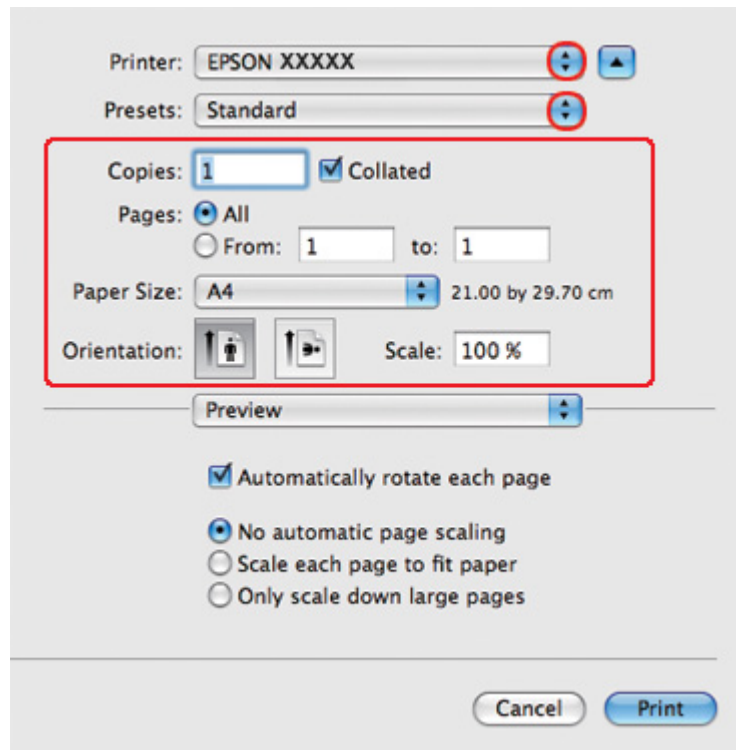 Printer: EPSON XXXXX
Presets: Standard
Copies: 1 Collated
Pages: All
From: 1 to: 1
Paper Size: A4 21.00 by 29.70 cm
Orientation: Scale: 100 %
Preview
Automatically rotate each page
No automatic page scaling
Scale each page to fit paper
Only scale down large pages
Cancel Print